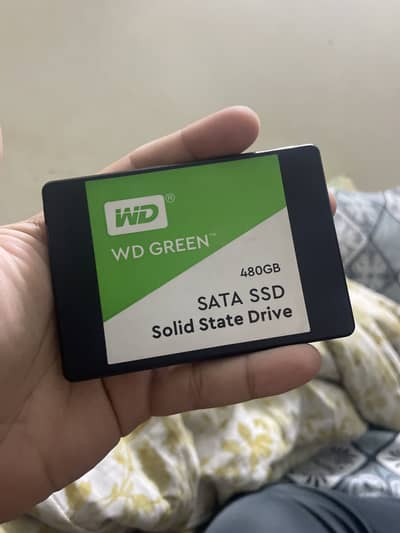 WD®
WD GREEN™
480GB
SATA SSD
Solid State Drive